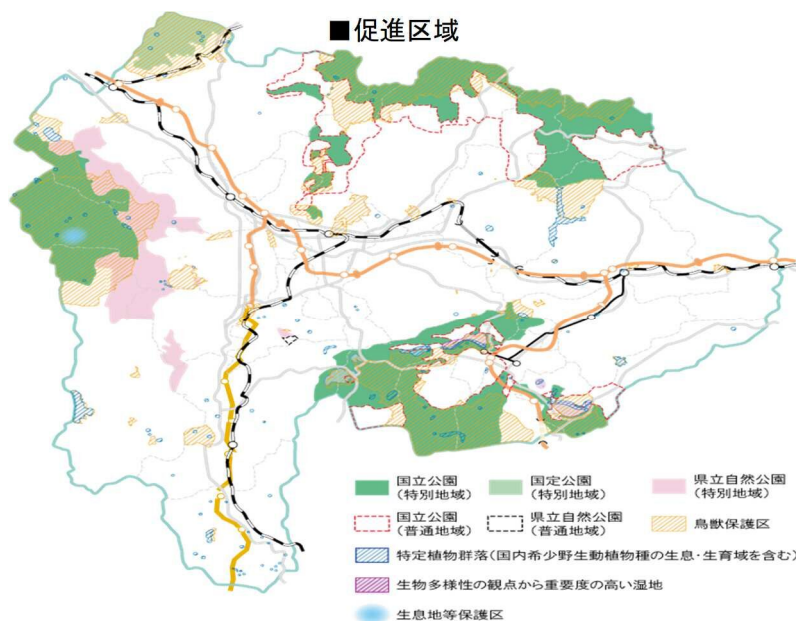 ■促進区域
国立公園
(特別地域)
国定公園
(特別地域)
県立自然公園
(特別地域)
国立公園
(普通地域)
県立自然公園
(普通地域)
鳥獣保護区
特定植物群落(国内希少野生動植物種の生息・生育域を含む)
生物多様性の観点から重要度の高い湿地
生息地等保護区